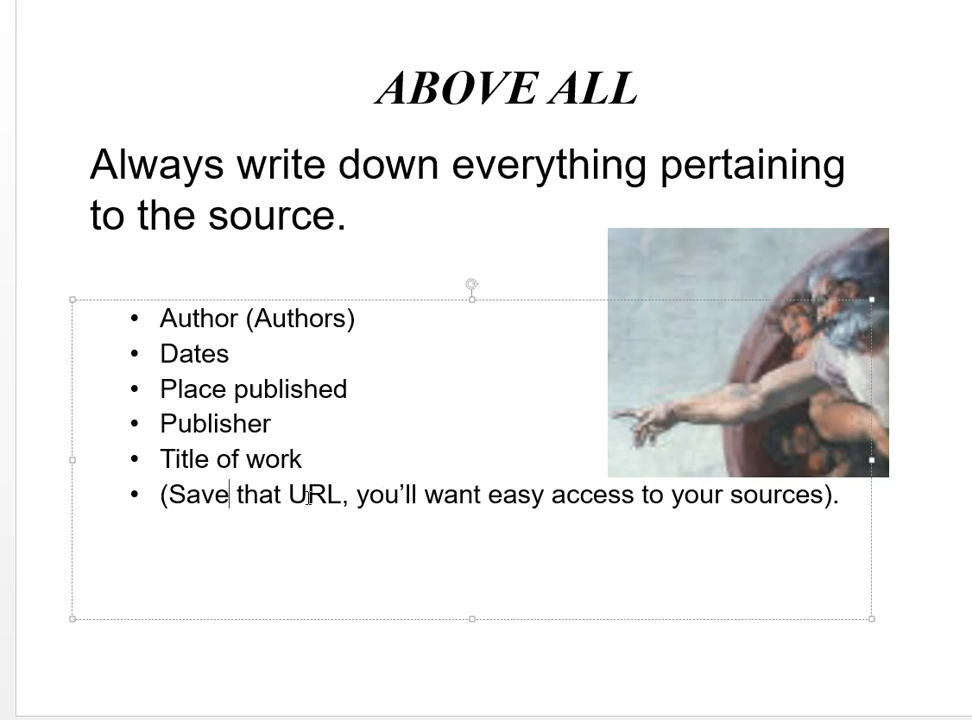 ABOVE ALL
Always write down everything pertaining
to the source.
• Author (Authors)
• Dates
• Place published
• Publisher
• Title of work
• (Save that URL, you’ll want easy access to your sources).